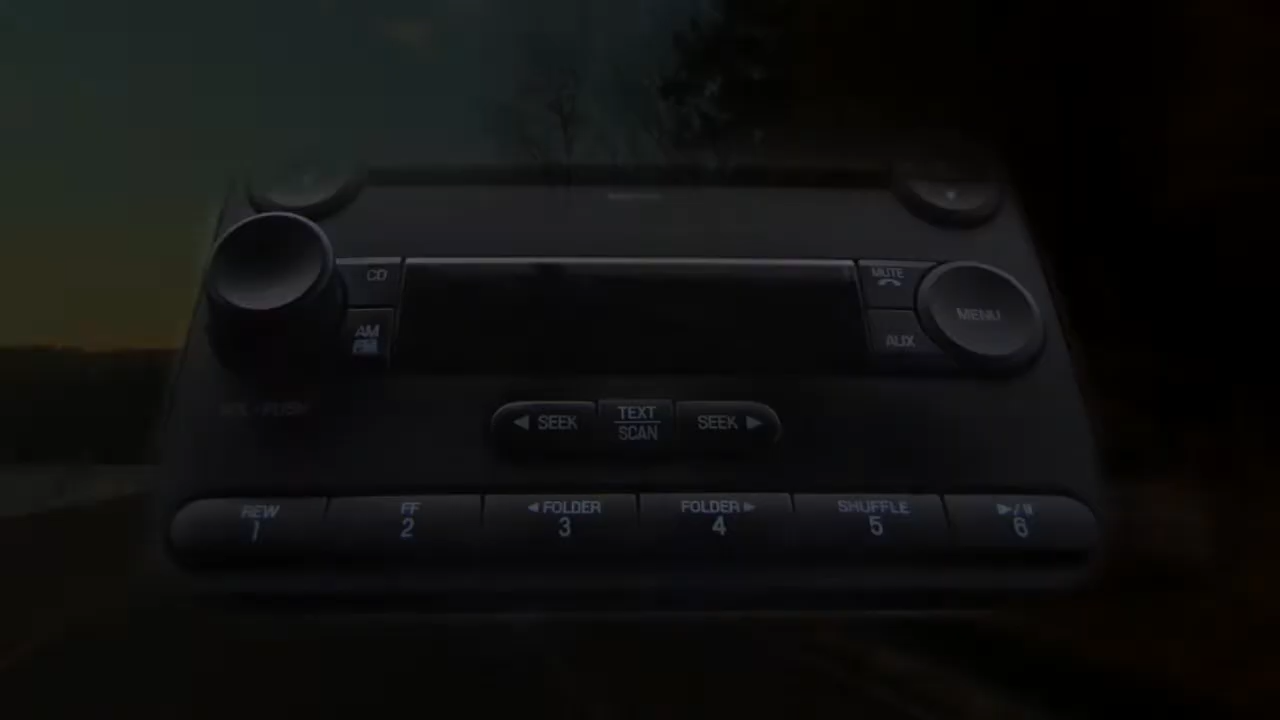 CD
MUTE
AM
MENU
AUX
◄ SEEK
TEXT
SCAN
SEEK ►
REW
1
FF
2
◄ FOLDER
3
FOLDER ►
4
SHUFFLE
5
►/II
6